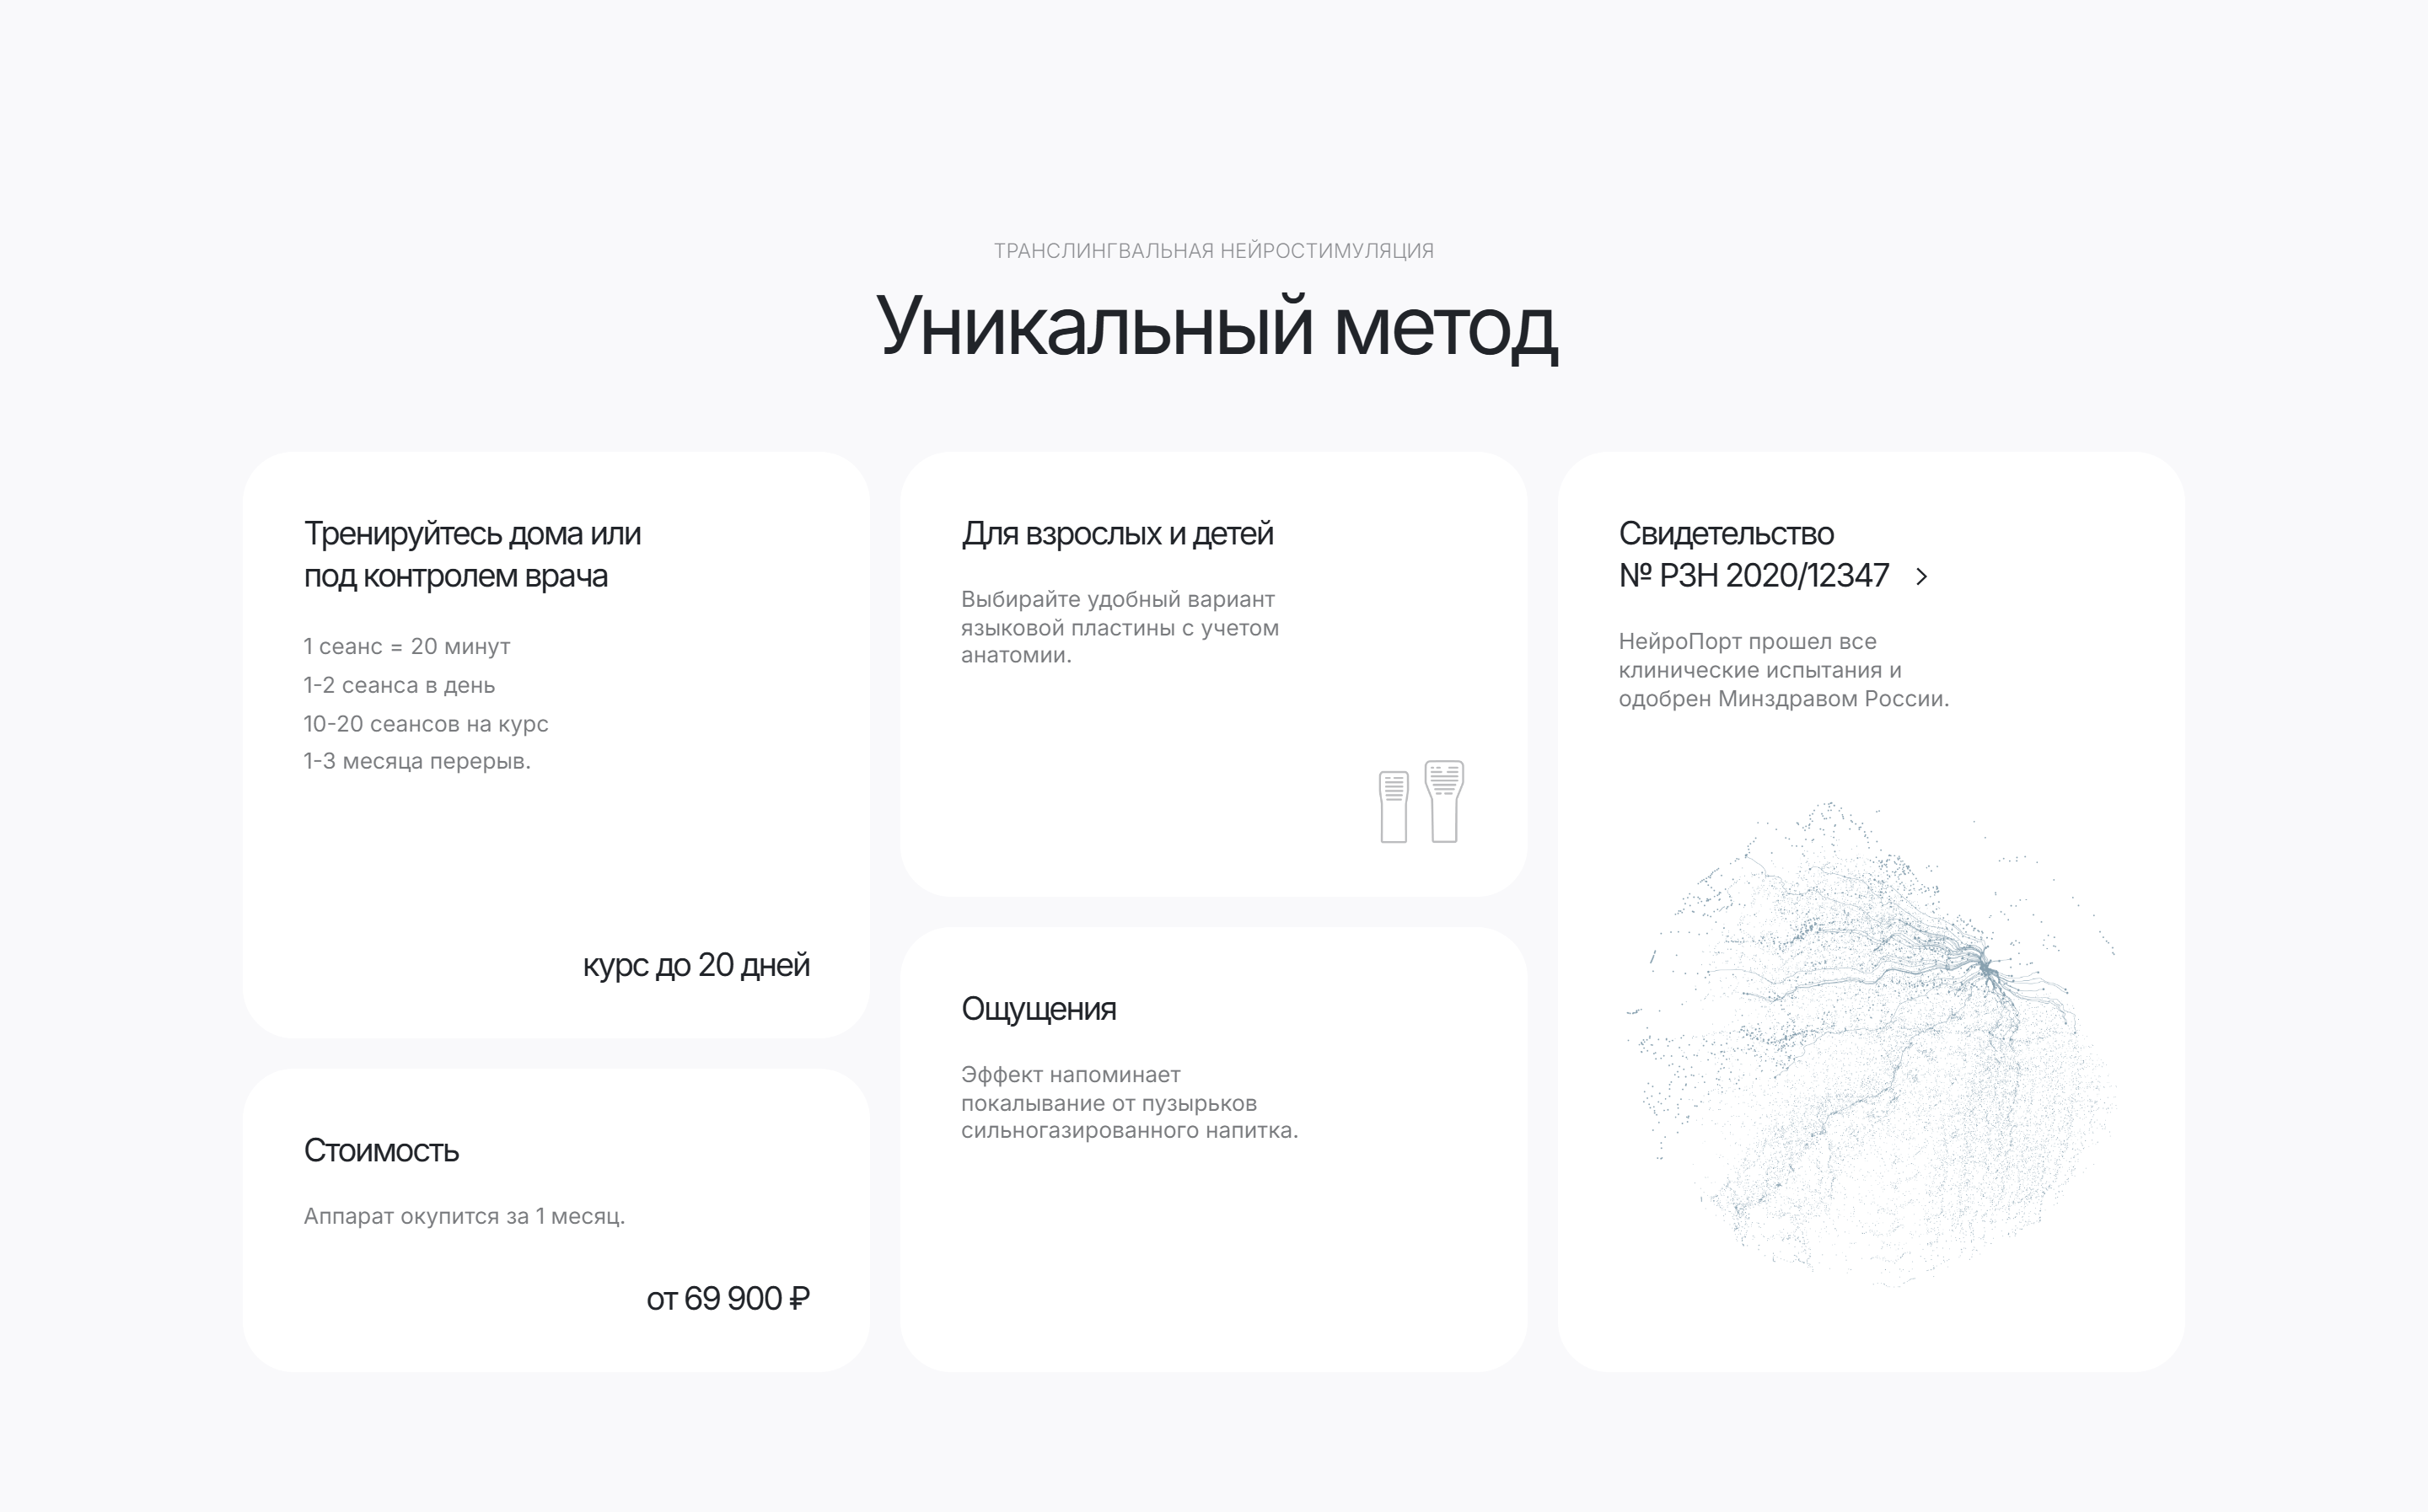 ТРАНСЛИНГВАЛЬНАЯ НЕЙРОСТИМУЛЯЦИЯ
Уникальный метод
Тренируйтесь дома или
под контролем врача
1 сеанс = 20 минут
1-2 сеанса в день
10-20 сеансов на курс
1-3 месяца перерыв.
курс до 20 дней
Стоимость
Аппарат окупится за 1 месяц.
от 69 900 ₽
Для взрослых и детей
Выбирайте удобный вариант
языковой пластины с учетом
анатомии.
Ощущения
Эффект напоминает
покалывание от пузырьков
сильногазированного напитка.
Свидетельство
№ РЗН 2020/12347
НейроПорт прошел все
клинические испытания и
одобрен Минздравом России.